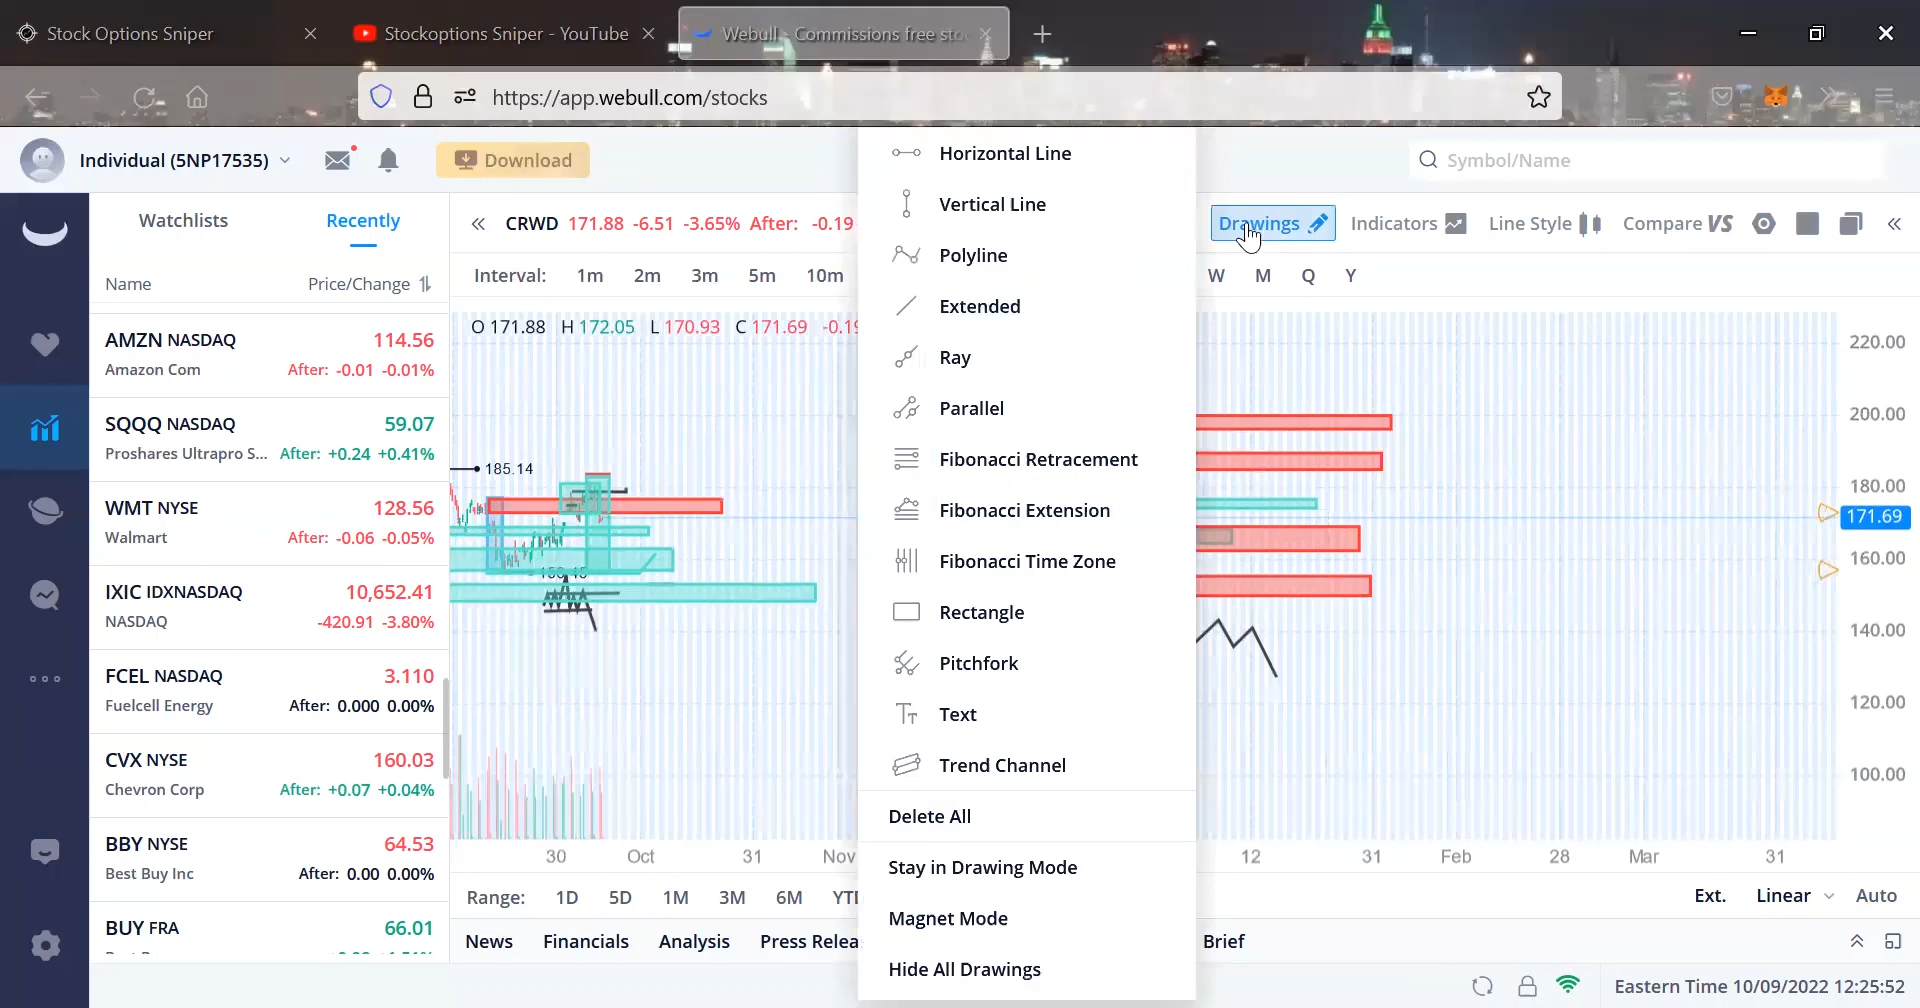 Stock Options Sniper
Stockoptions Sniper - YouTube
Webull - Commissions free sto
https://app.webull.com/stocks
Individual (5NP17535)
Download
Symbol/Name
Watchlists
Recently
Name
Price/Change
AMZN NASDAQ 114.56
Amazon Com After: -0.01 -0.01%
SQQQ NASDAQ 59.07
Proshares Ultrapro S... After: +0.24 +0.41%
WMT NYSE 128.56
Walmart After: -0.06 -0.05%
IXIC IDXNASDAQ 10,652.41
NASDAQ -420.91 -3.80%
FCEL NASDAQ 3.110
Fuelcell Energy After: 0.000 0.00%
CVX NYSE 160.03
Chevron Corp After: +0.07 +0.04%
BBY NYSE 64.53
Best Buy Inc After: 0.00 0.00%
BUY FRA 66.01
CRWD 171.88 -6.51 -3.65% After: -0.19
Drawings
Indicators
Line Style
Compare VS
Interval: 1m 2m 3m 5m 10m
W M Q Y
O 171.88 H 172.05 L 170.93 C 171.69 -0.19
185.14
Horizontal Line
Vertical Line
Polyline
Extended
Ray
Parallel
Fibonacci Retracement
Fibonacci Extension
Fibonacci Time Zone
Rectangle
Pitchfork
Text
Trend Channel
Delete All
Stay in Drawing Mode
Magnet Mode
Hide All Drawings
220.00
200.00
180.00
171.69
160.00
140.00
120.00
100.00
30 Oct 31 Nov
12 31 Feb 28 Mar 31
Range: 1D 5D 1M 3M 6M YTD
Ext. Linear Auto
News Financials Analysis Press Relea
Brief
Eastern Time 10/09/2022 12:25:52